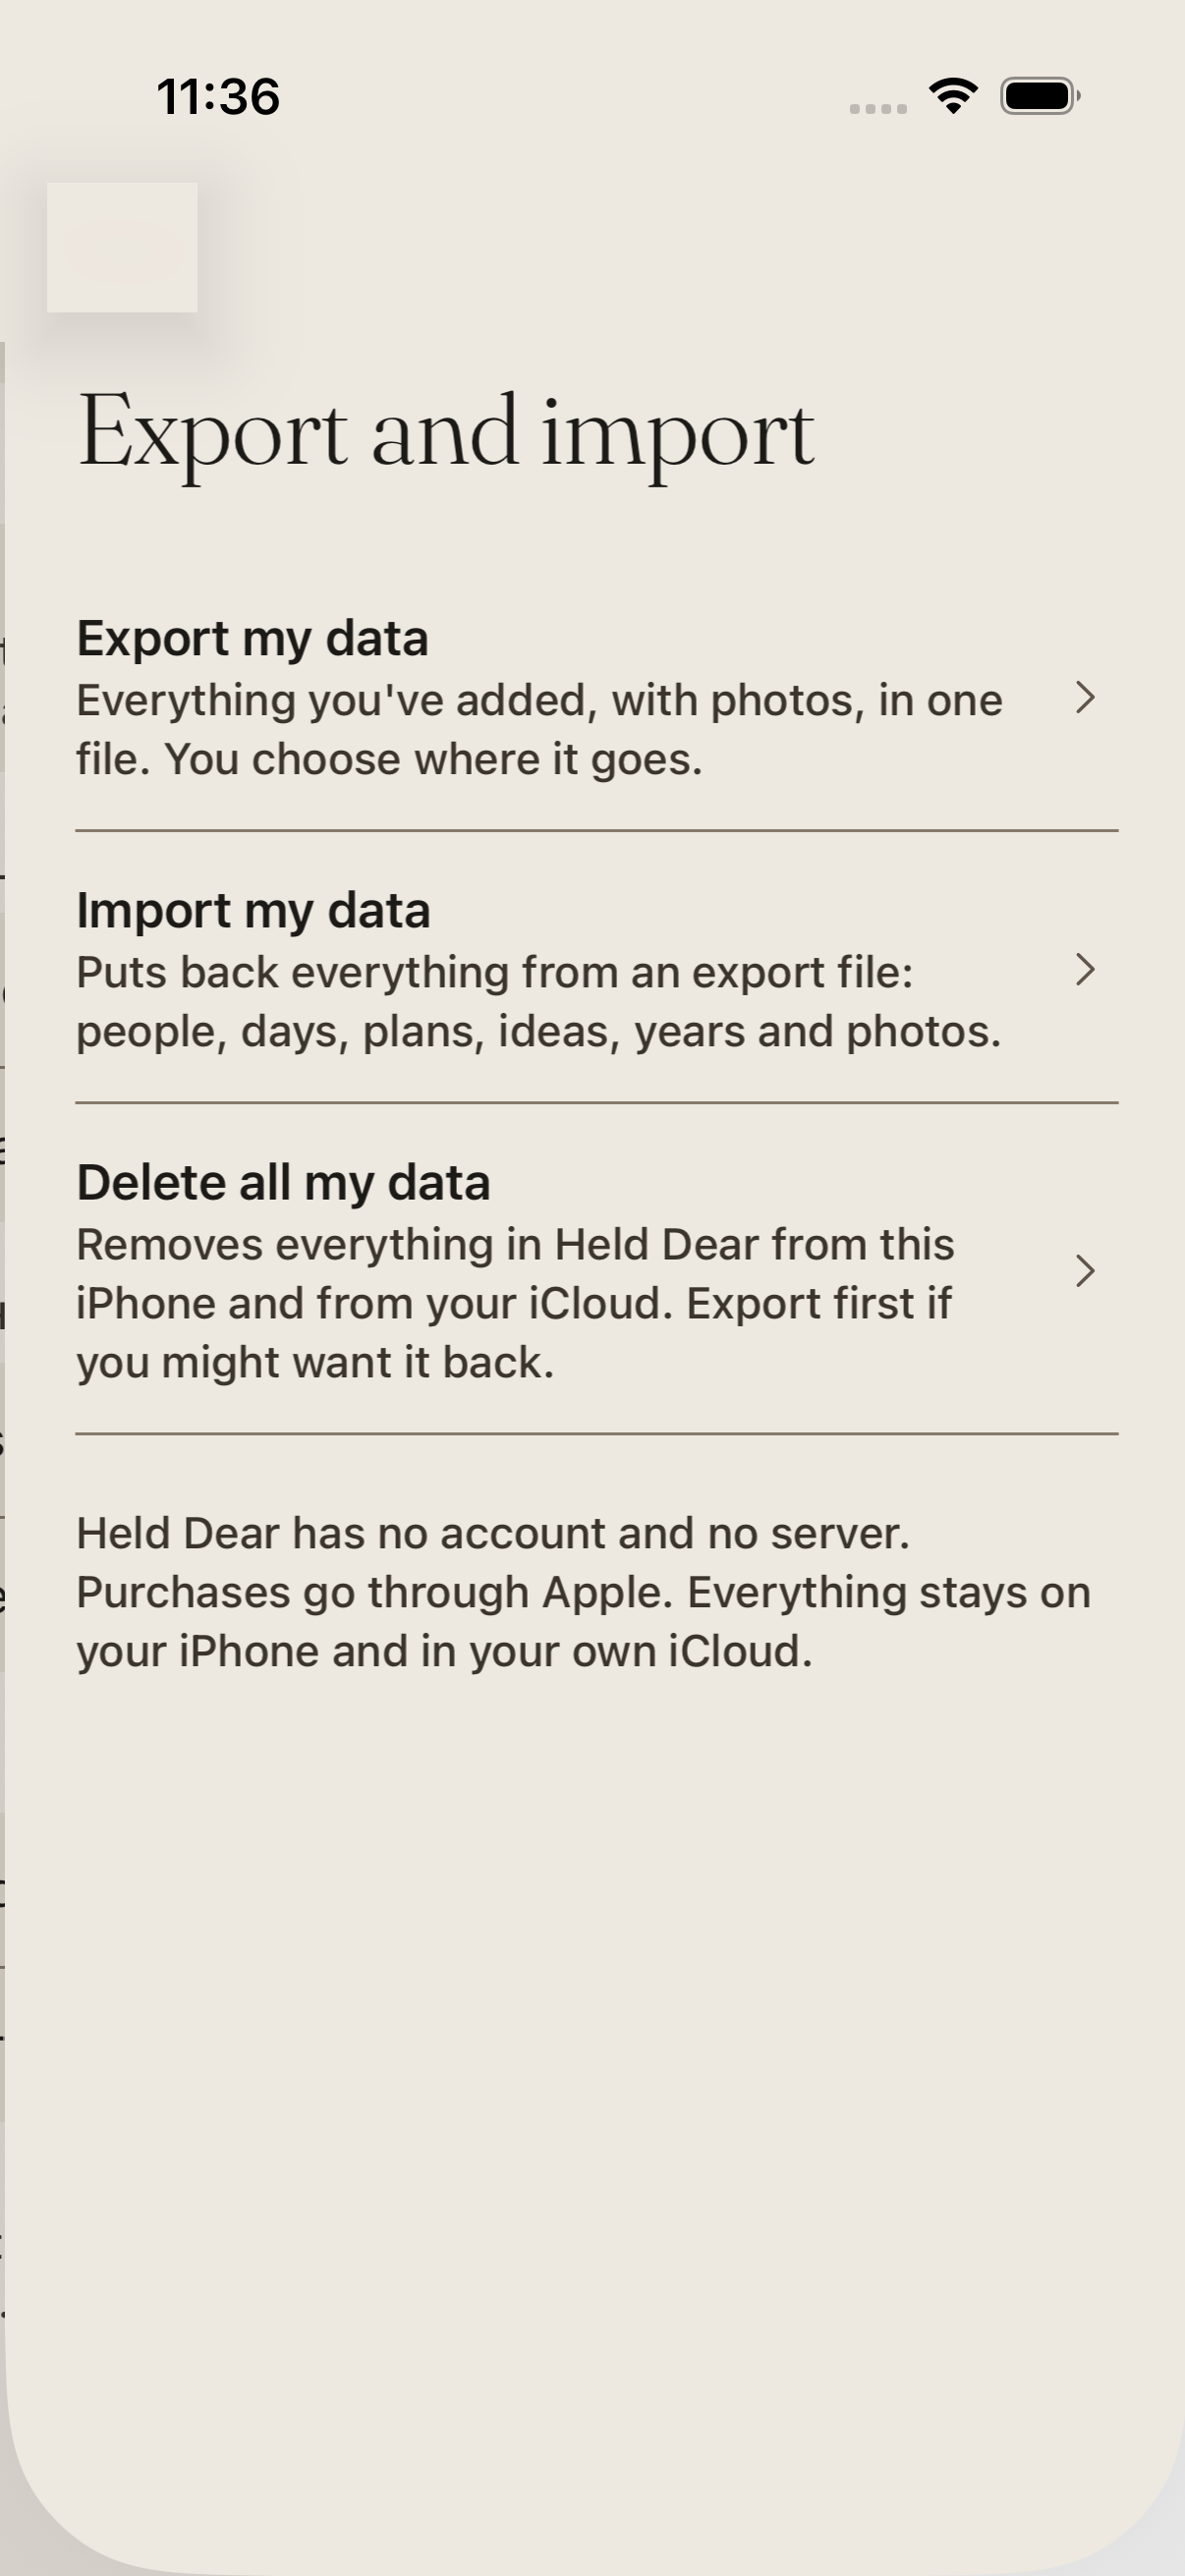 11:36
Export and import
Export my data
Everything you've added, with photos, in one
file. You choose where it goes.
Import my data
Puts back everything from an export file:
people, days, plans, ideas, years and photos.
Delete all my data
Removes everything in Held Dear from this
iPhone and from your iCloud. Export first if
you might want it back.
Held Dear has no account and no server.
Purchases go through Apple. Everything stays on
your iPhone and in your own iCloud.